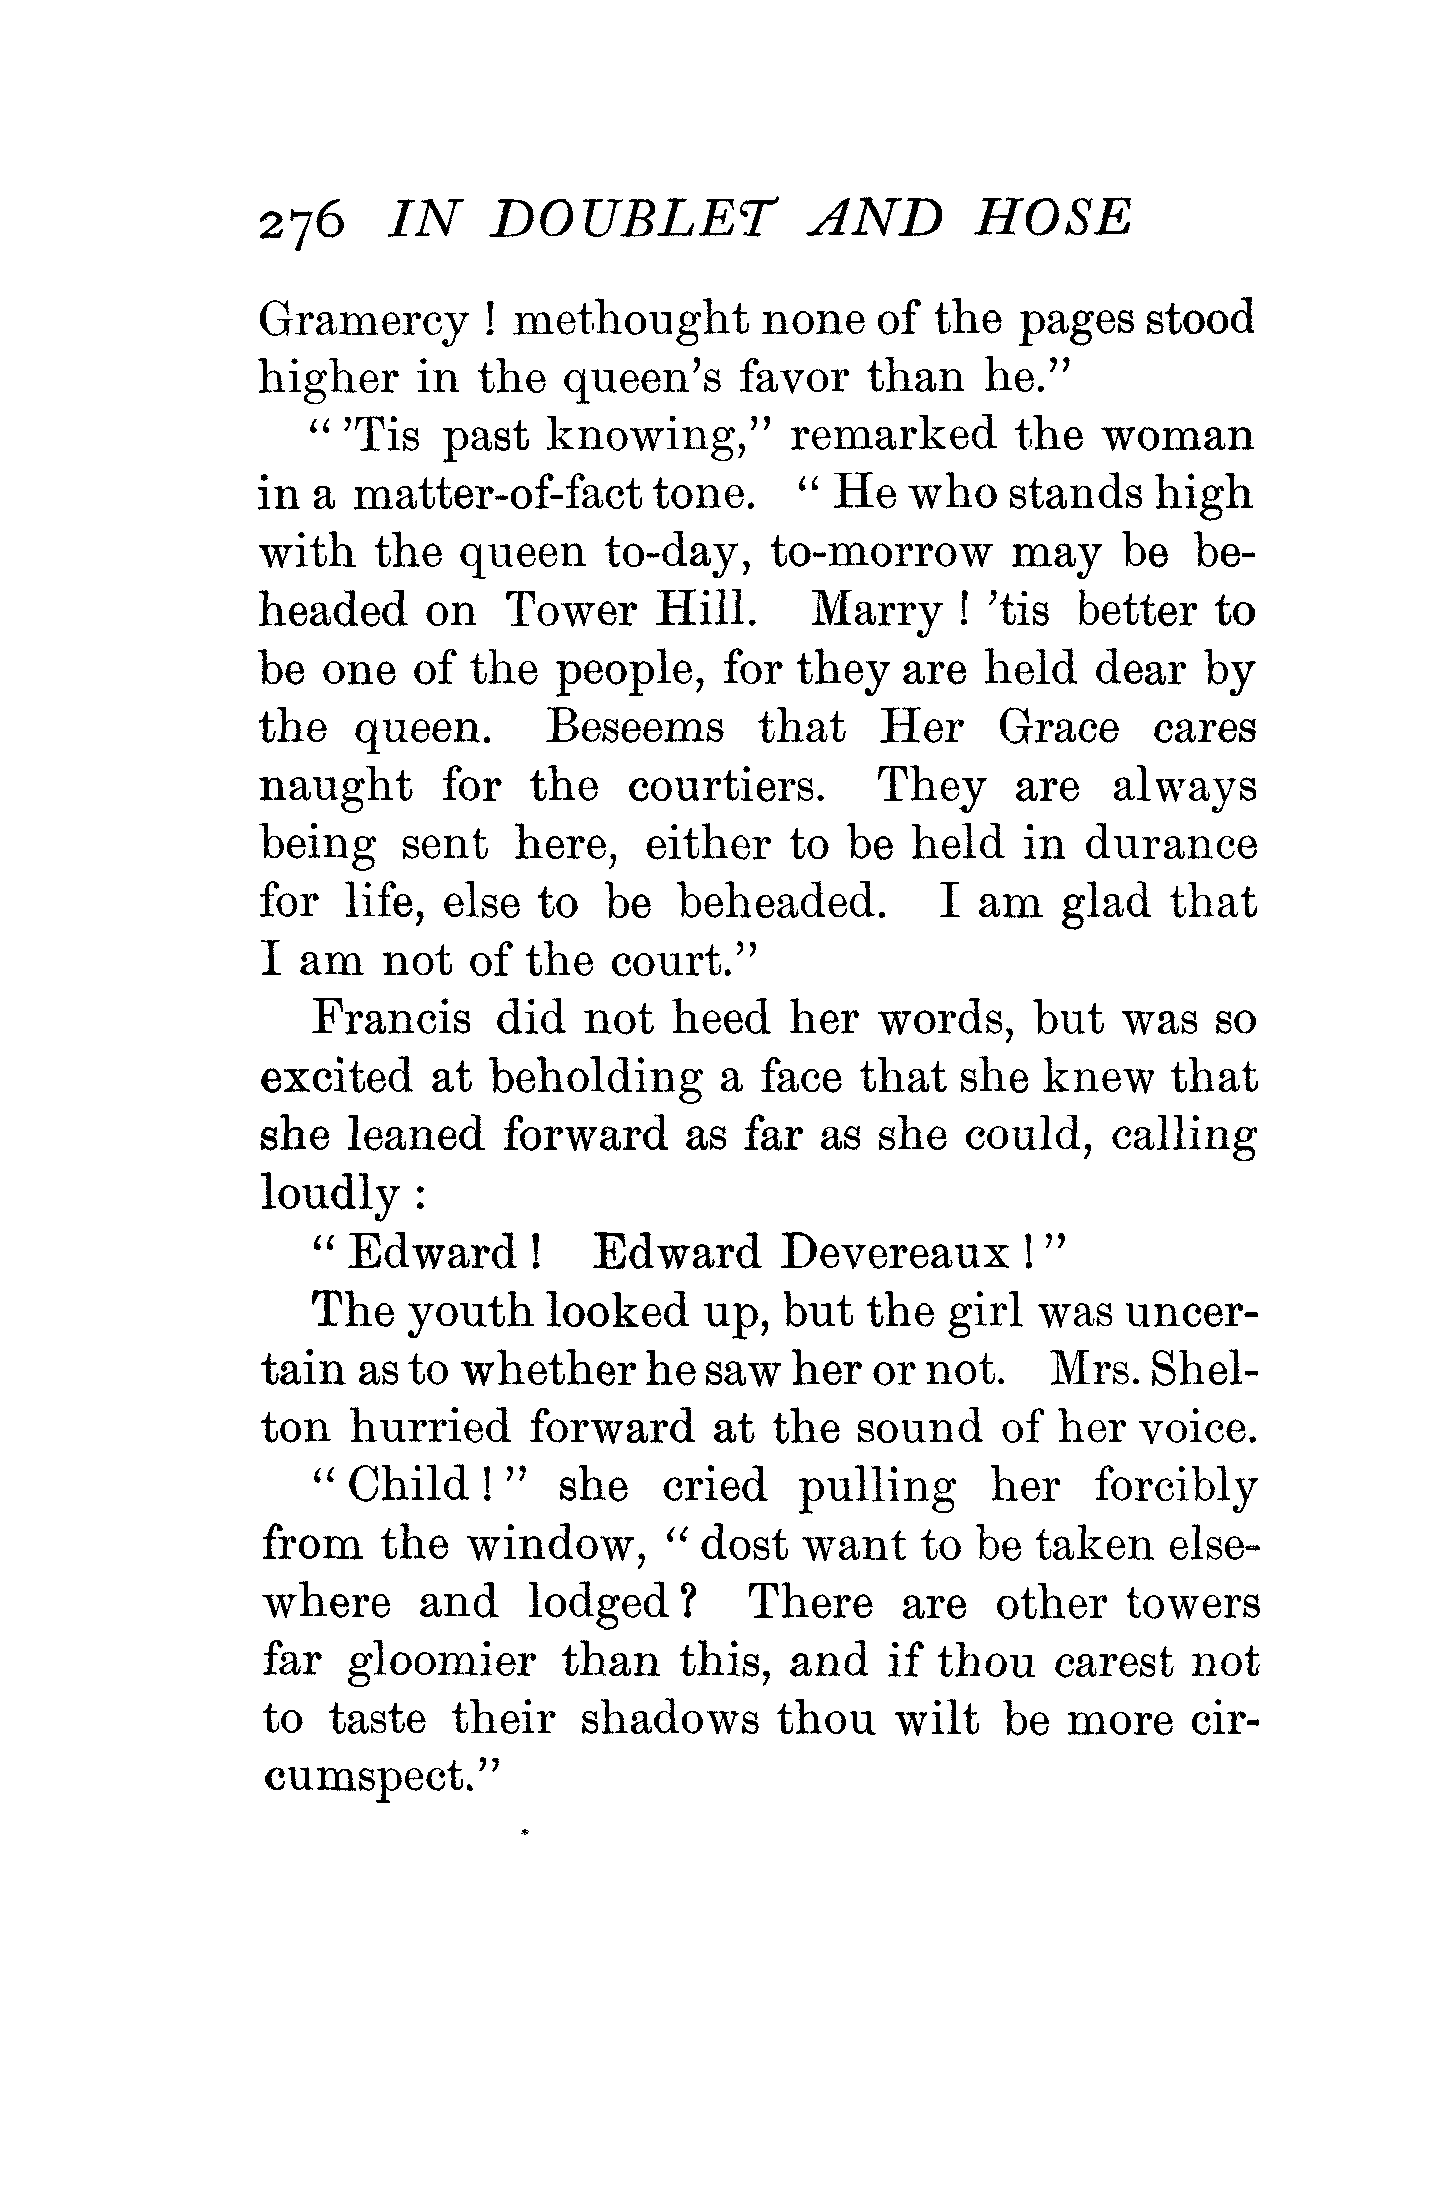 276 IN DOUBLET AND HOSE
Gramercy ! methought none of the pages stood
higher in the queen's favor than he."
" 'Tis past knowing," remarked the woman
in a matter-of-fact tone. " He who stands high
with the queen to-day, to-morrow may be be-
headed on Tower Hill. Marry ! 'tis better to
be one of the people, for they are held dear by
the queen. Beseems that Her Grace cares
naught for the courtiers. They are always
being sent here, either to be held in durance
for life, else to be beheaded. I am glad that
I am not of the court."
Francis did not heed her words, but was so
excited at beholding a face that she knew that
she leaned forward as far as she could, calling
loudly :
" Edward ! Edward Devereaux ! "
The youth looked up, but the girl was uncer-
tain as to whether he saw her or not. Mrs. Shel-
ton hurried forward at the sound of her voice.
" Child ! " she cried pulling her forcibly
from the window, " dost want to be taken else-
where and lodged ? There are other towers
far gloomier than this, and if thou carest not
to taste their shadows thou wilt be more cir-
cumspect."